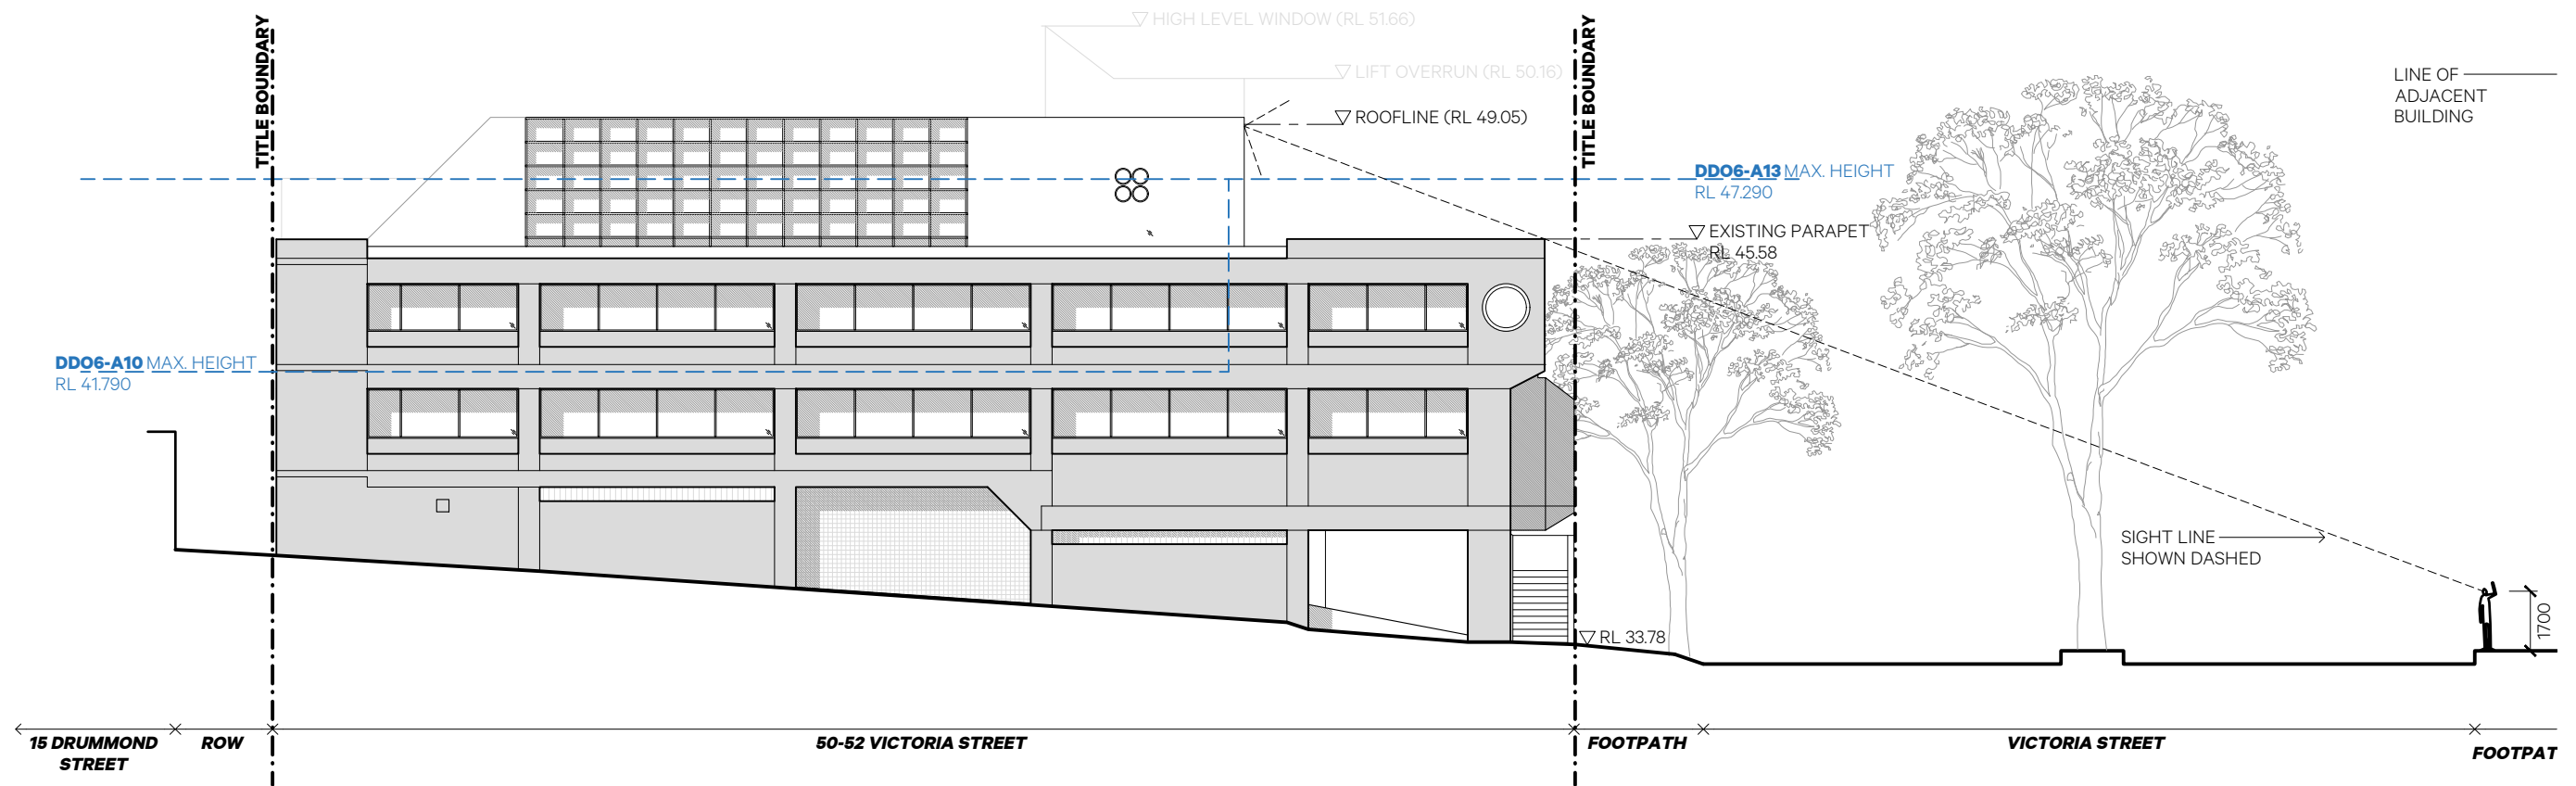 TITLE BOUNDARY
HIGH LEVEL WINDOW (RL 51.66)
LIFT OVERRUN (RL 50.16)
ROOFLINE (RL 49.05)
TITLE BOUNDARY
LINE OF
ADJACENT
BUILDING
DDO6-A13 MAX. HEIGHT
RL 47.290
EXISTING PARAPET
RL 45.58
DDO6-A10 MAX. HEIGHT
RL 41.790
SIGHT LINE
SHOWN DASHED
1700
RL 33.78
15 DRUMMOND
STREET
ROW
50-52 VICTORIA STREET
FOOTPATH
VICTORIA STREET
FOOTPAT